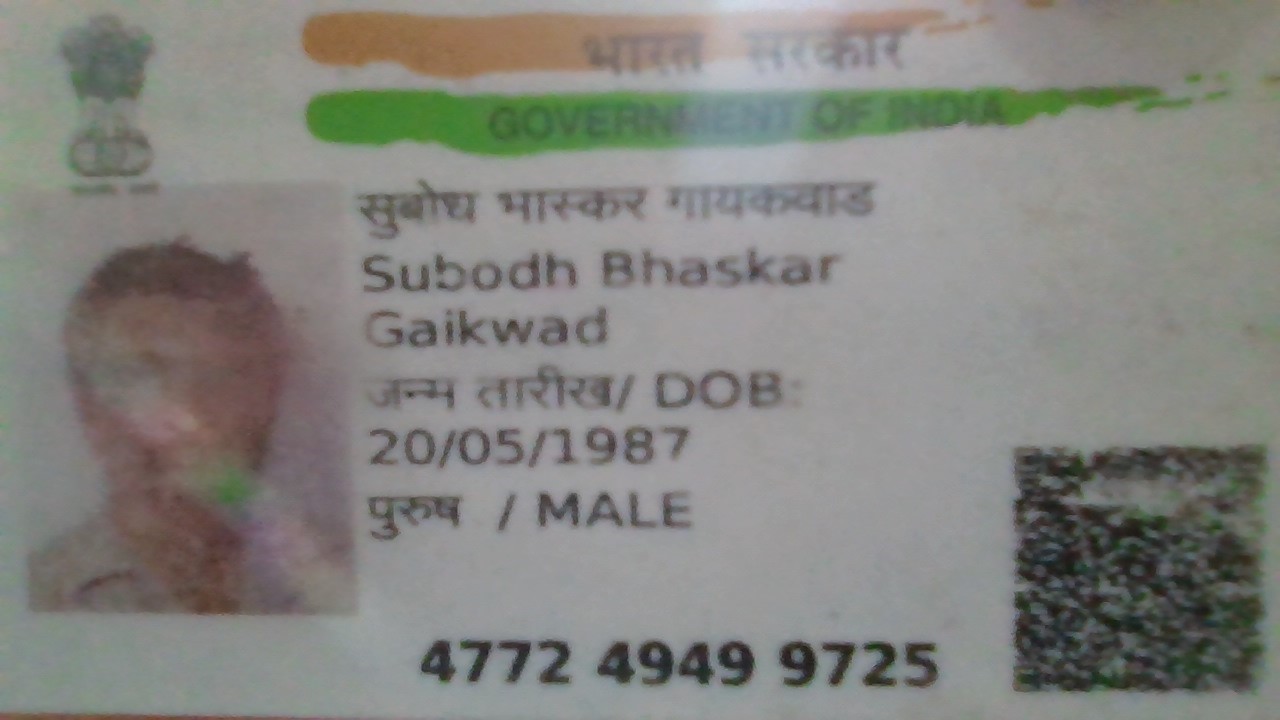 भारत सरकार
GOVERNMENT OF INDIA
सुबोध भास्कर गायकवाड
Subodh Bhaskar
Gaikwad
जन्म तारीख/ DOB:
20/05/1987
पुरुष / MALE
4772 4949 9725